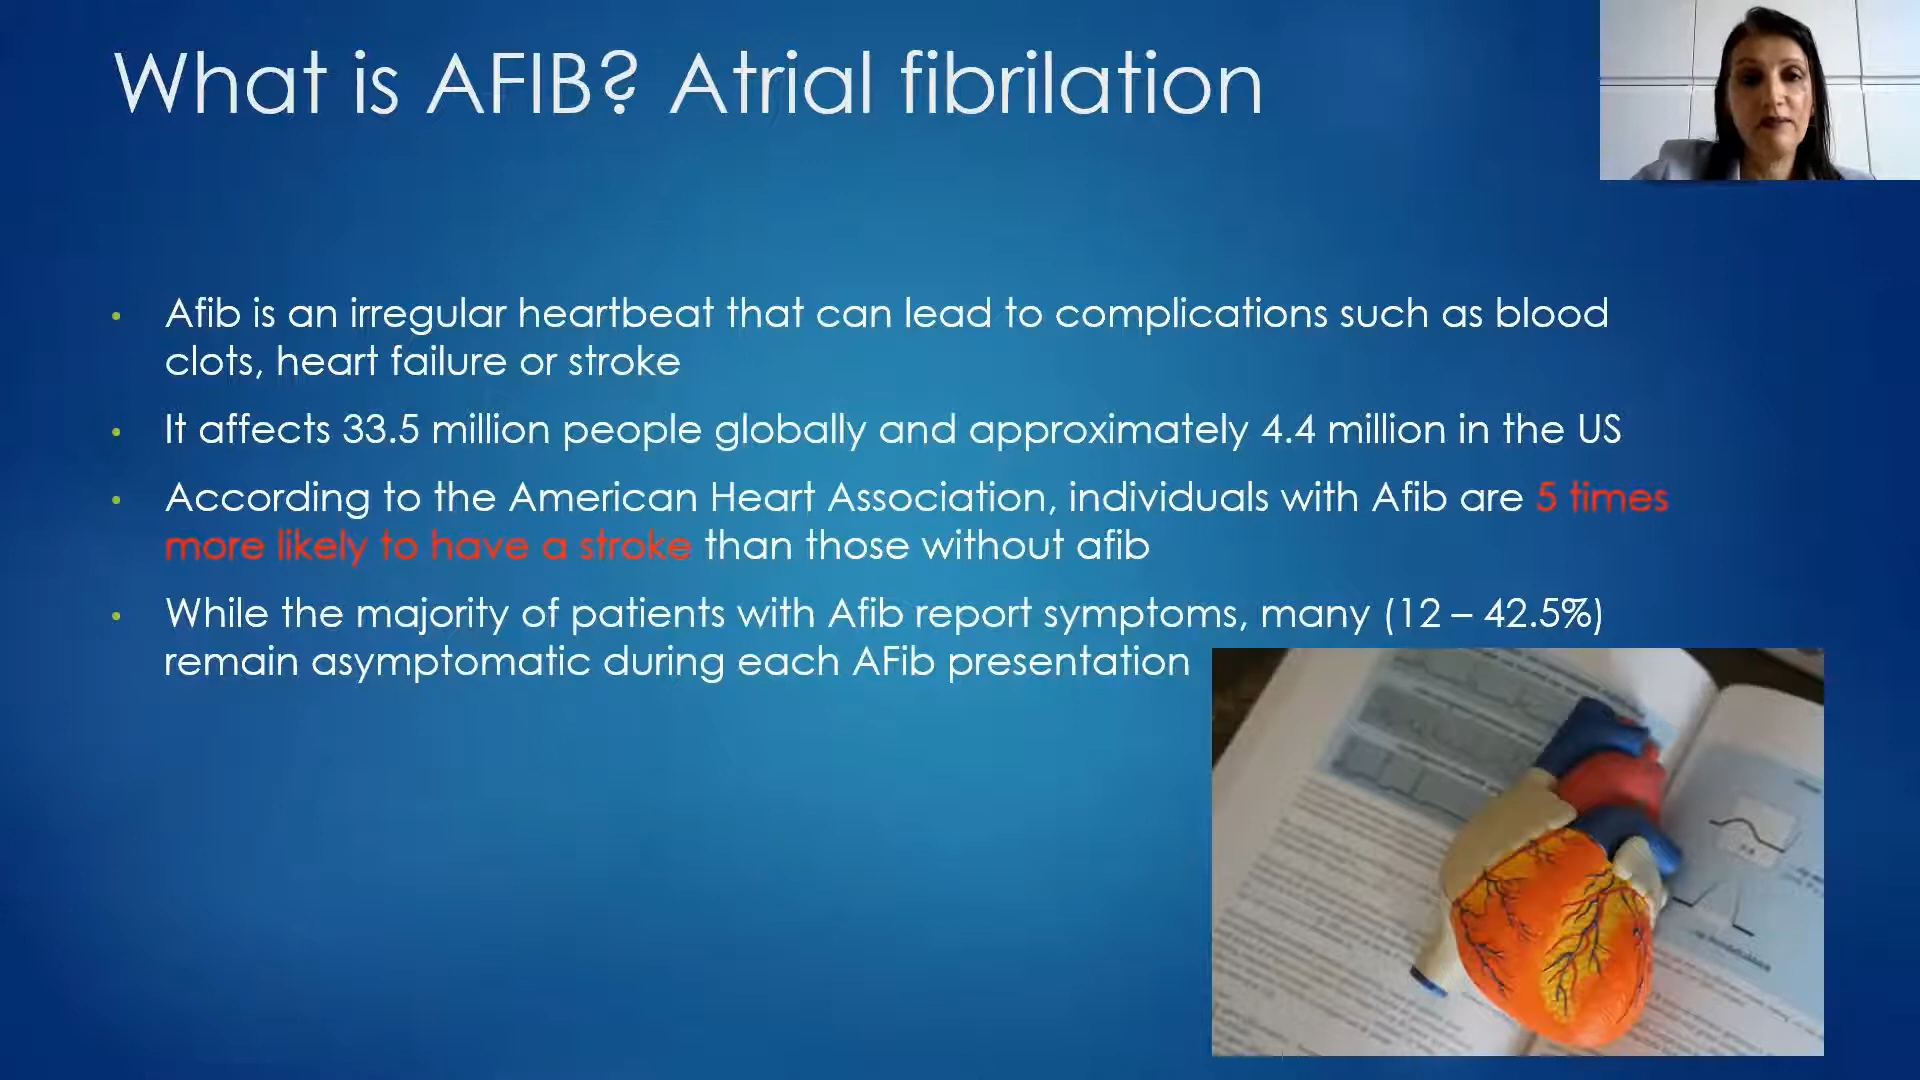 What is AFIB? Atrial fibrilation
• Afib is an irregular heartbeat that can lead to complications such as blood
clots, heart failure or stroke
• It affects 33.5 million people globally and approximately 4.4 million in the US
• According to the American Heart Association, individuals with Afib are 5 times
more likely to have a stroke than those without afib
• While the majority of patients with Afib report symptoms, many (12 – 42.5%)
remain asymptomatic during each AFib presentation